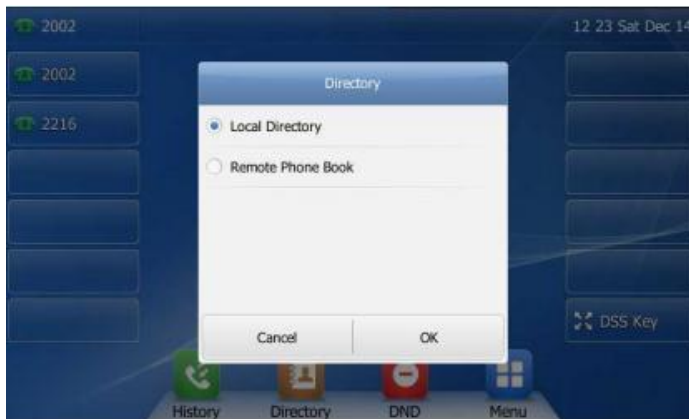 2002
12 23 Sat Dec 14
2002
2216
Directory
Local Directory
Remote Phone Book
Cancel
OK
DSS Key
History
Directory
DND
Menu